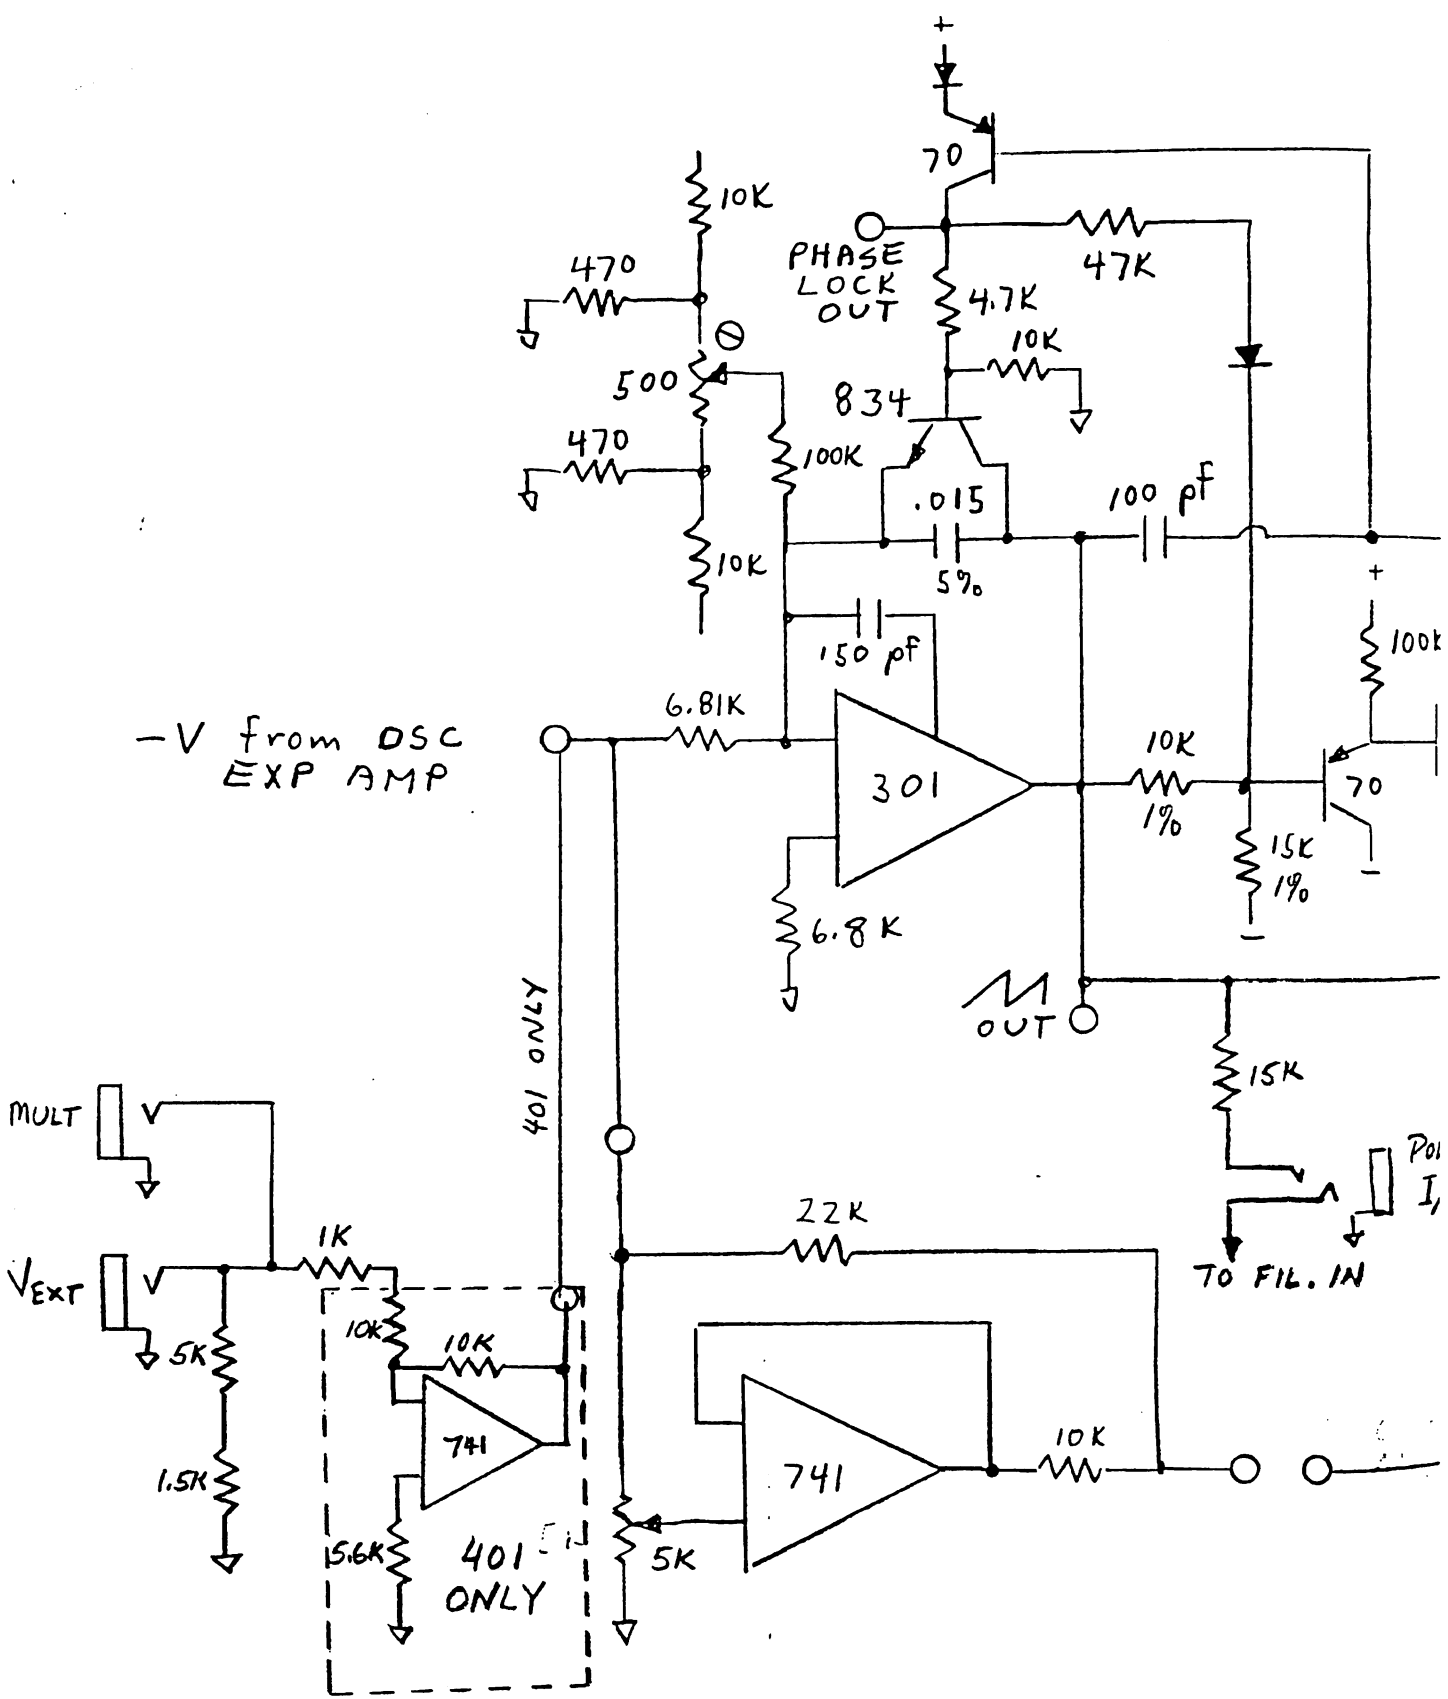 +
70
10K
PHASE
LOCK
OUT
47K
470
4.7K
10K
500
834
470
100K
.015
5%
100 pf
10K
+
150 pf
100K
-V from OSC
EXP AMP
6.81K
301
10K
1%
70
15K
1%
-
-
6.8K
OUT
401 ONLY
15K
MULT
22K
1K
VEXT
TO FIL. IN
10K
10K
5K
741
10K
741
1.5K
5.6K
401
ONLY
5K